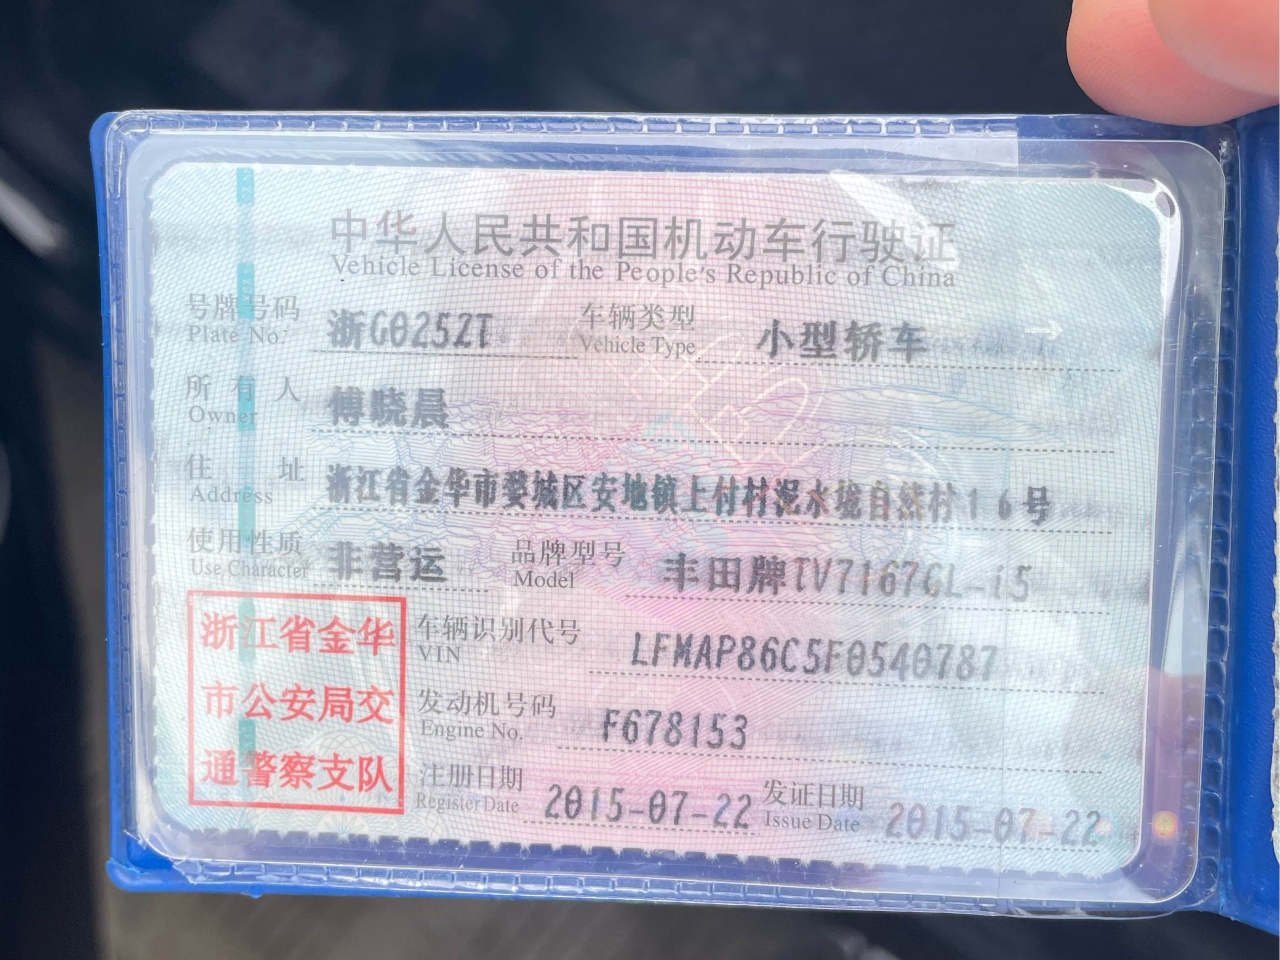 中华人民共和国机动车行驶证
Vehicle License of the People's Republic of China
号牌号码 浙G0252T 车辆类型 小型轿车
Plate No. Vehicle Type
所有人 傅晓晨
Owner
住址 浙江省金华市婺城区安地镇上付村泥水垅自然村16号
Address
使用性质 非营运 品牌型号 丰田牌TV7167GL-i5
Use Character Model
浙江省金华
市公安局交
通警察支队
车辆识别代号 LFMAP86C5F0540787
VIN
发动机号码 F678153
Engine No.
注册日期 2015-07-22 发证日期 2015-07-22
Register Date Issue Date